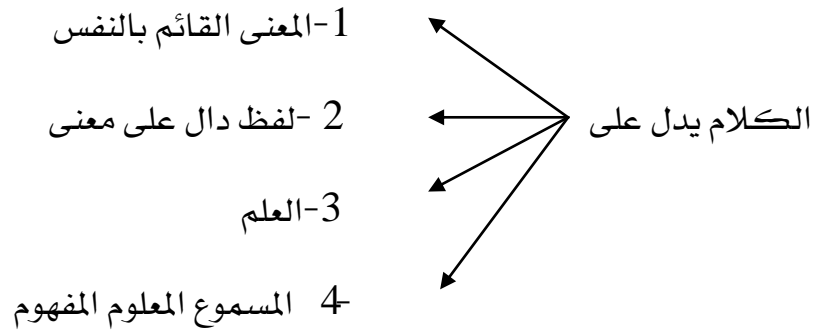 الكلام يدل على
1-المعنى القائم بالنفس
2 -لفظ دال على معنى
3-العلم
4- المسموع المعلوم المفهوم